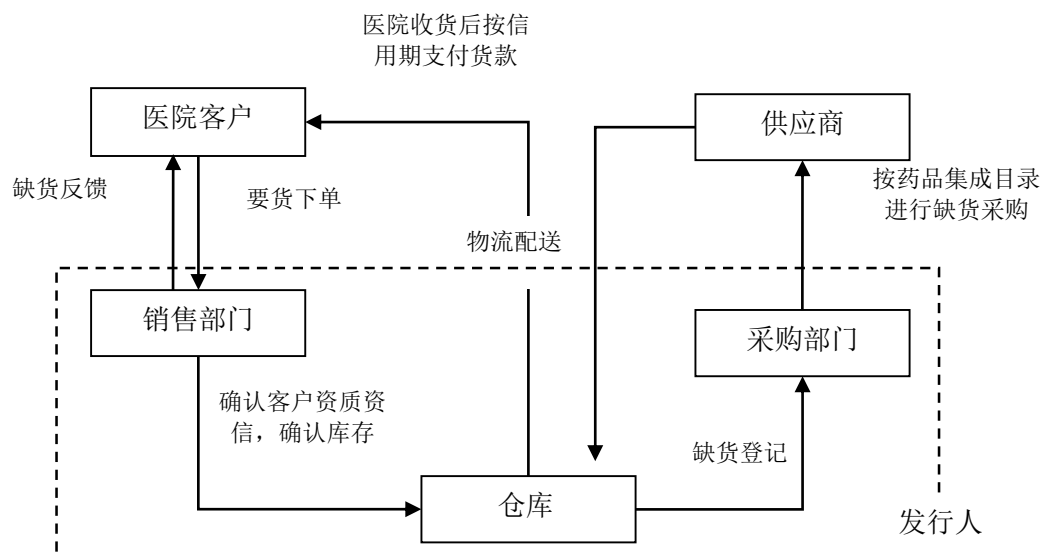 医院收货后按信
用期支付货款
医院客户
供应商
缺货反馈
要货下单
按药品集成目录
进行缺货采购
物流配送
销售部门
采购部门
确认客户资质资
信，确认库存
缺货登记
仓库
发行人